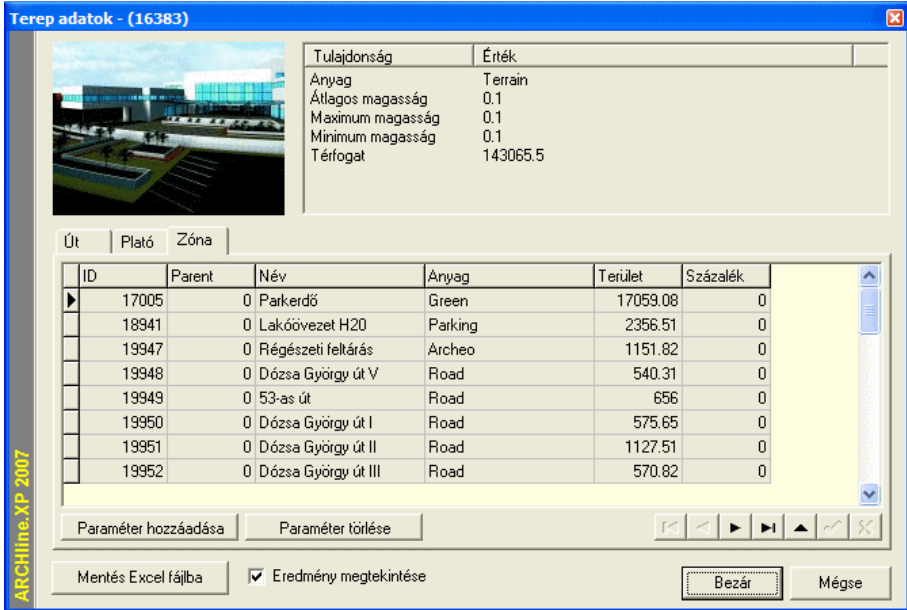 Terep adatok - (16383)
Tulajdonság Érték
Anyag Terrain
Átlagos magasság 0.1
Maximum magasság 0.1
Minimum magasság 0.1
Térfogat 143065.5
Út Plató Zóna
ID Parent Név Anyag Terület Százalék
17005 0 Parkerdő Green 17059.08 0
18941 0 Lakóövezet H20 Parking 2356.51 0
19947 0 Régészeti feltárás Archeo 1151.82 0
19948 0 Dózsa György út V Road 540.31 0
19949 0 53-as út Road 656 0
19950 0 Dózsa György út I Road 575.65 0
19951 0 Dózsa György út II Road 1127.51 0
19952 0 Dózsa György út III Road 570.82 0
Paraméter hozzáadása Paraméter törlése
Mentés Excel fájlba Eredmény megtekintése Bezár Mégse
ARCHline.XP 2007